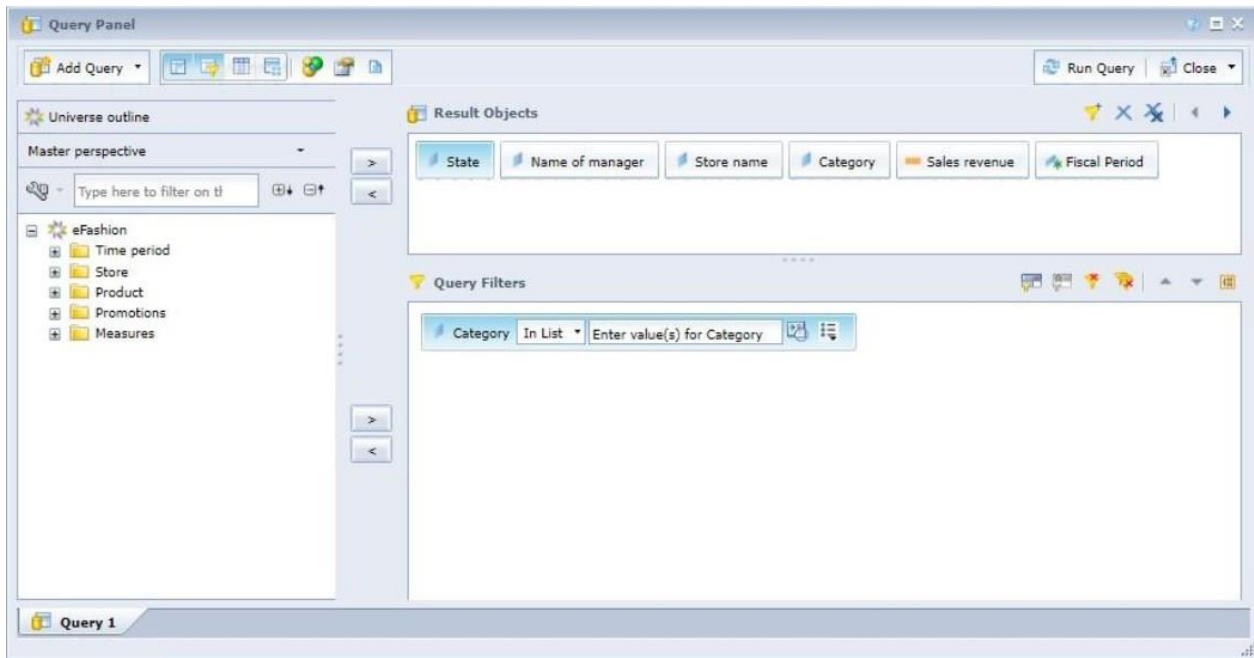 Query Panel
Add Query
Run Query
Close
Universe outline
Master perspective
Type here to filter on tl
eFashion
Time period
Store
Product
Promotions
Measures
>
<
>
<
Result Objects
State Name of manager Store name Category Sales revenue Fiscal Period
Query Filters
Category In List Enter value(s) for Category
Query 1